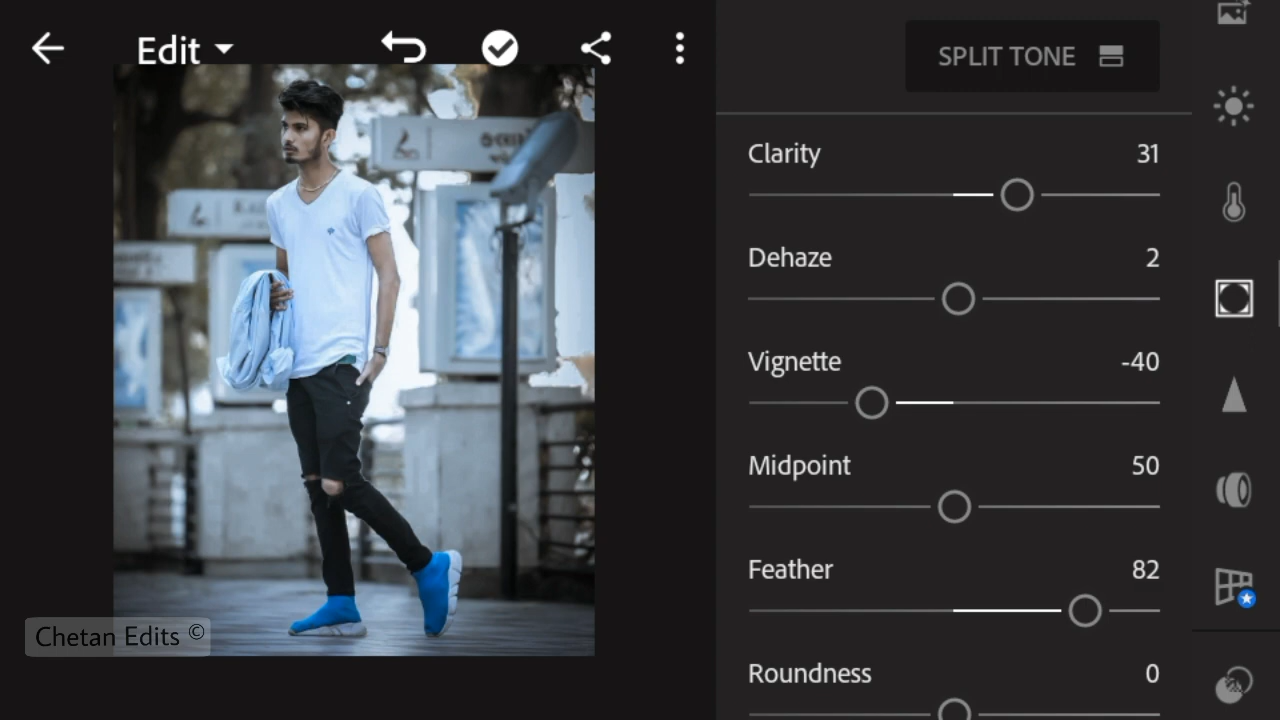 Edit
SPLIT TONE
Clarity 31
Dehaze 2
Vignette -40
Midpoint 50
Feather 82
Roundness 0
Chetan Edits ©